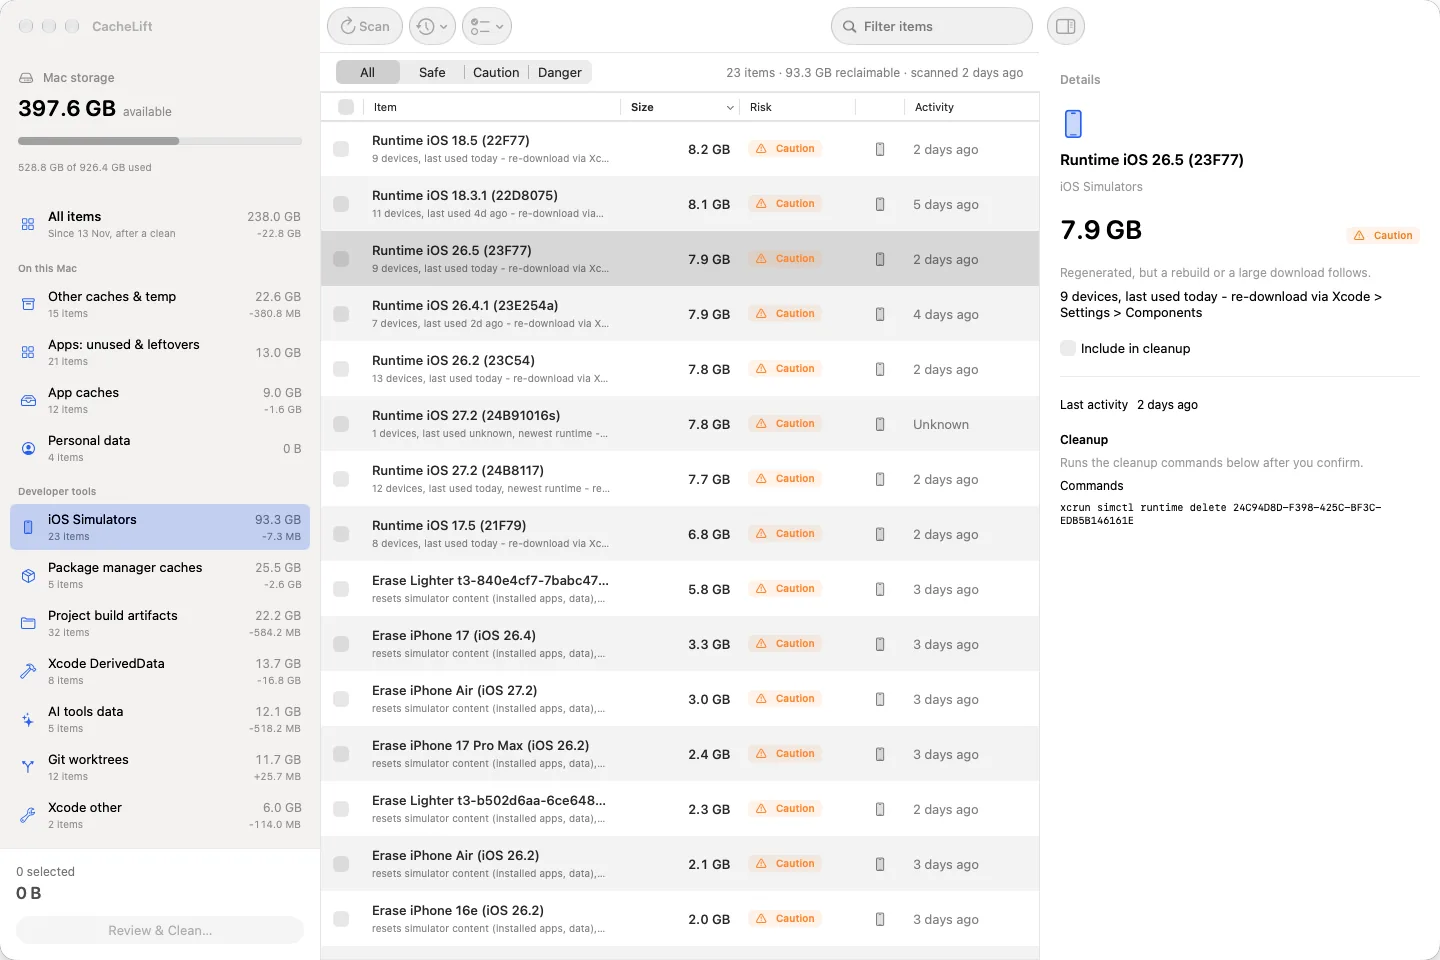 CacheLift
Mac storage
397.6 GB available
528.8 GB of 926.4 GB used
All items 238.0 GB
Since 13 Nov, after a clean -22.8 GB
On this Mac
Other caches & temp 22.6 GB
15 items -380.8 MB
Apps: unused & leftovers 13.0 GB
21 items
App caches 9.0 GB
12 items -1.6 GB
Personal data 0 B
4 items
Developer tools
iOS Simulators 93.3 GB
23 items -7.3 MB
Package manager caches 25.5 GB
5 items -2.6 GB
Project build artifacts 22.2 GB
32 items -584.2 MB
Xcode DerivedData 13.7 GB
8 items -16.8 GB
AI tools data 12.1 GB
5 items -518.2 MB
Git worktrees 11.7 GB
12 items +25.7 MB
Xcode other 6.0 GB
2 items -114.0 MB
0 selected
0 B
Review & Clean...
Scan
Filter items
All Safe Caution Danger
23 items · 93.3 GB reclaimable · scanned 2 days ago
Item Size Risk Activity
Runtime iOS 18.5 (22F77) 8.2 GB Caution 2 days ago
9 devices, last used today - re-download via Xc...
Runtime iOS 18.3.1 (22D8075) 8.1 GB Caution 5 days ago
11 devices, last used 4d ago - re-download via...
Runtime iOS 26.5 (23F77) 7.9 GB Caution 2 days ago
9 devices, last used today - re-download via Xc...
Runtime iOS 26.4.1 (23E254a) 7.9 GB Caution 4 days ago
7 devices, last used 2d ago - re-download via X...
Runtime iOS 26.2 (23C54) 7.8 GB Caution 2 days ago
13 devices, last used today - re-download via X...
Runtime iOS 27.2 (24B91016s) 7.8 GB Caution Unknown
1 devices, last used unknown, newest runtime -...
Runtime iOS 27.2 (24B8117) 7.7 GB Caution 2 days ago
12 devices, last used today, newest runtime - re...
Runtime iOS 17.5 (21F79) 6.8 GB Caution 2 days ago
8 devices, last used today - re-download via Xc...
Erase Lighter t3-840e4cf7-7babc47... 5.8 GB Caution 3 days ago
resets simulator content (installed apps, data),...
Erase iPhone 17 (iOS 26.4) 3.3 GB Caution 3 days ago
resets simulator content (installed apps, data),...
Erase iPhone Air (iOS 27.2) 3.0 GB Caution 3 days ago
resets simulator content (installed apps, data),...
Erase iPhone 17 Pro Max (iOS 26.2) 2.4 GB Caution 3 days ago
resets simulator content (installed apps, data),...
Erase Lighter t3-b502d6aa-6ce648... 2.3 GB Caution 2 days ago
resets simulator content (installed apps, data),...
Erase iPhone Air (iOS 26.2) 2.1 GB Caution 3 days ago
resets simulator content (installed apps, data),...
Erase iPhone 16e (iOS 26.2) 2.0 GB Caution 3 days ago
resets simulator content (installed apps, data),...
Details
Runtime iOS 26.5 (23F77)
iOS Simulators
7.9 GB Caution
Regenerated, but a rebuild or a large download follows.
9 devices, last used today - re-download via Xcode >
Settings > Components
Include in cleanup
Last activity 2 days ago
Cleanup
Runs the cleanup commands below after you confirm.
Commands
xcrun simctl runtime delete 24C94D8D-F398-425C-BF3C-
EDB5B146161E